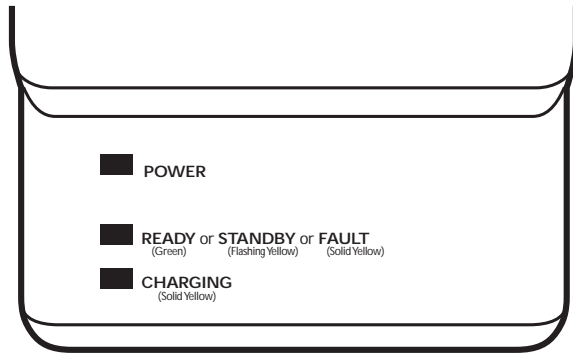 POWER
READY or STANDBY or FAULT
(Green) (Flashing Yellow) (Solid Yellow)
CHARGING
(Solid Yellow)